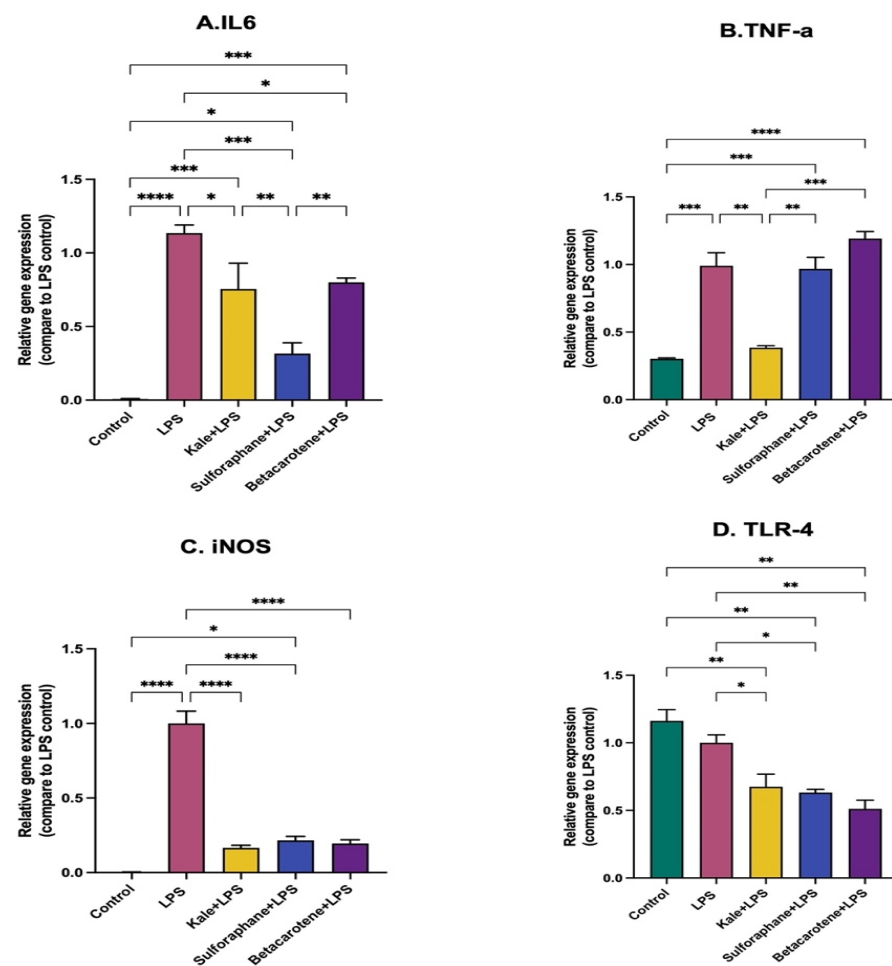 A.IL6
***
*
*
***
***
**** * ** **
Relative gene expression
(compare to LPS control)
1.5
1.0
0.5
0.0
Control
LPS
Kale+LPS
Sulforaphane+LPS
Betacarotene+LPS
B.TNF-a
****
***
***
*** ** **
Relative gene expression
(compare to LPS control)
1.5
1.0
0.5
0.0
Control
LPS
Kale+LPS
Sulforaphane+LPS
Betacarotene+LPS
C. iNOS
****
*
****
**** ****
Relative gene expression
(compare to LPS control)
1.5
1.0
0.5
0.0
Control
LPS
Kale+LPS
Sulforaphane+LPS
Betacarotene+LPS
D. TLR-4
**
**
**
*
**
*
Relative gene expression
(compare to LPS control)
1.5
1.0
0.5
0.0
Control
LPS
Kale+LPS
Sulforaphane+LPS
Betacarotene+LPS